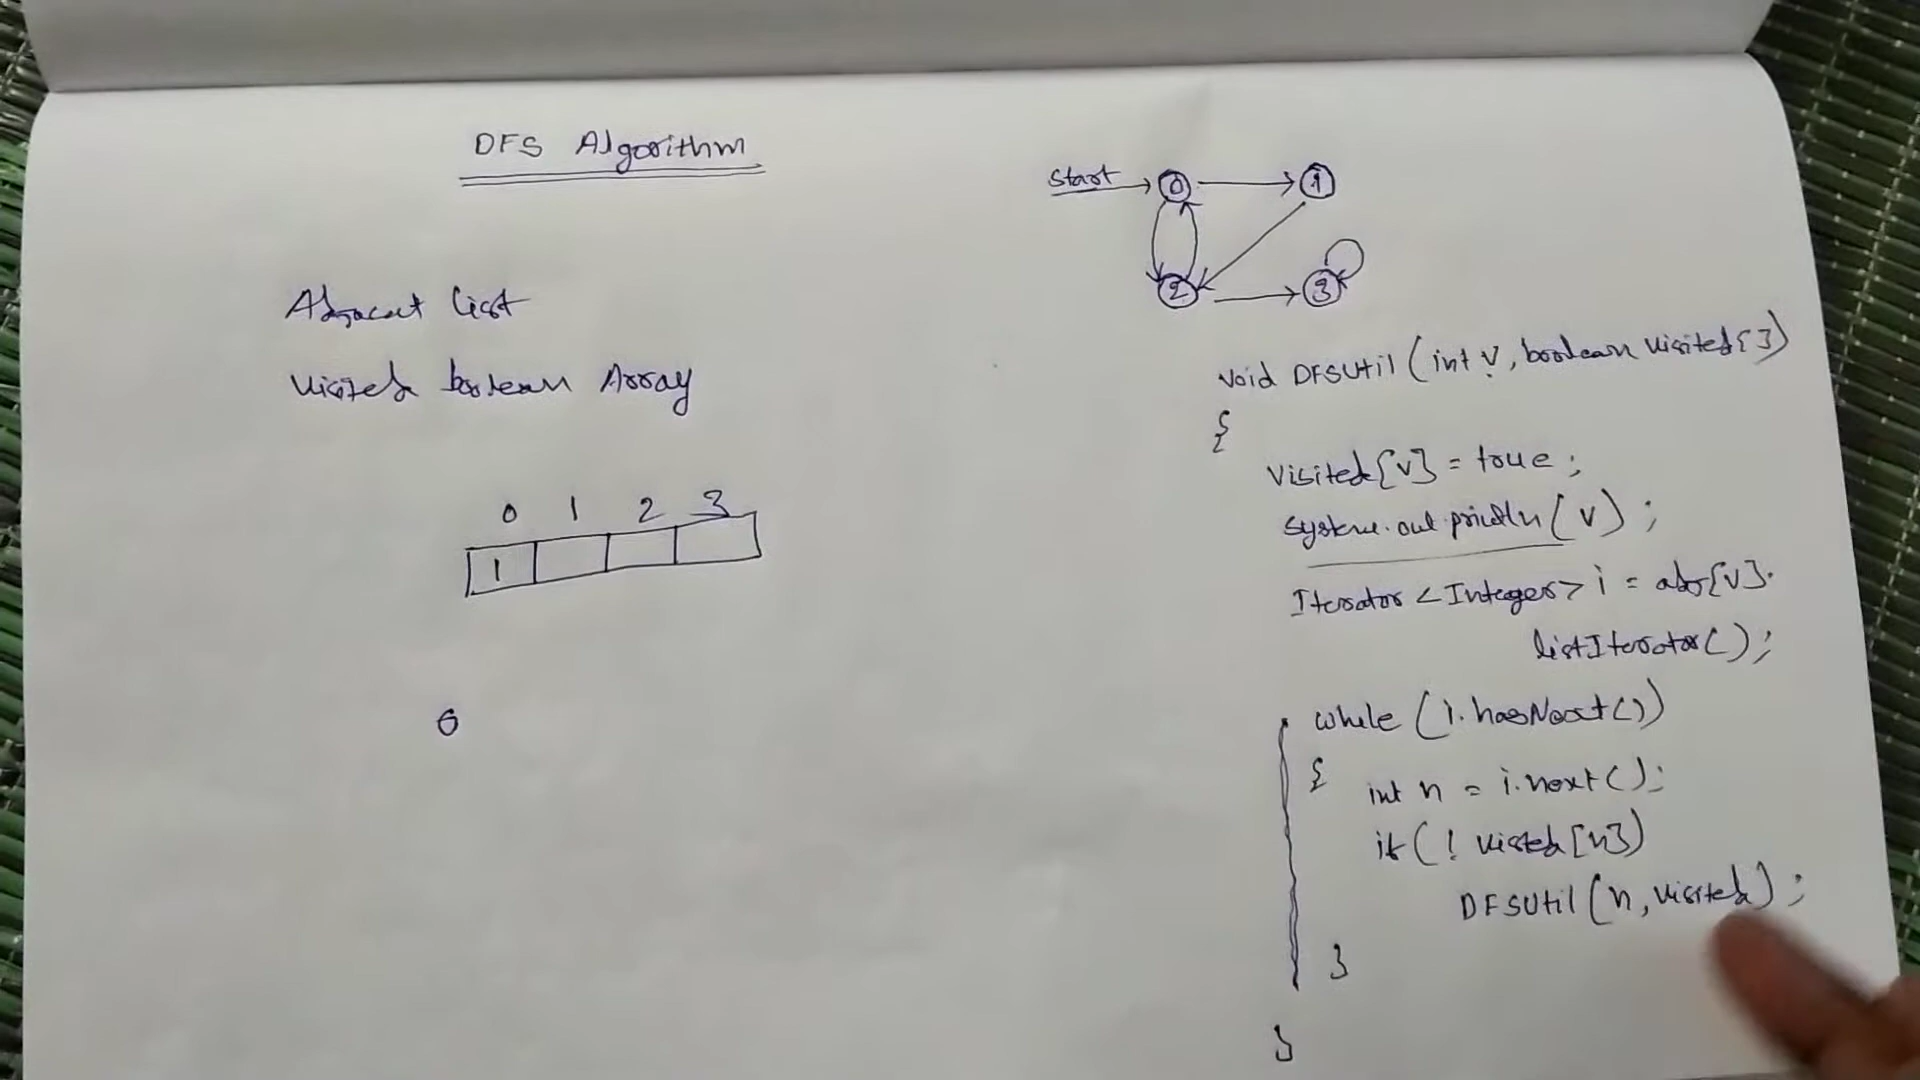 DFS Algorithm
Start
0
1
2
3
Adjacent list
Visited boolean Array
0 1 2 3
1
0
void DFSUtil (int v, boolean visited[])
{
visited[v] = true;
System.out.println(v);
Iterator <Integer> i = adj[v].
listIterator();
while (i.hasNext())
{ int n = i.next();
if (! visited[n])
DFSUtil (n, visited);
}
}